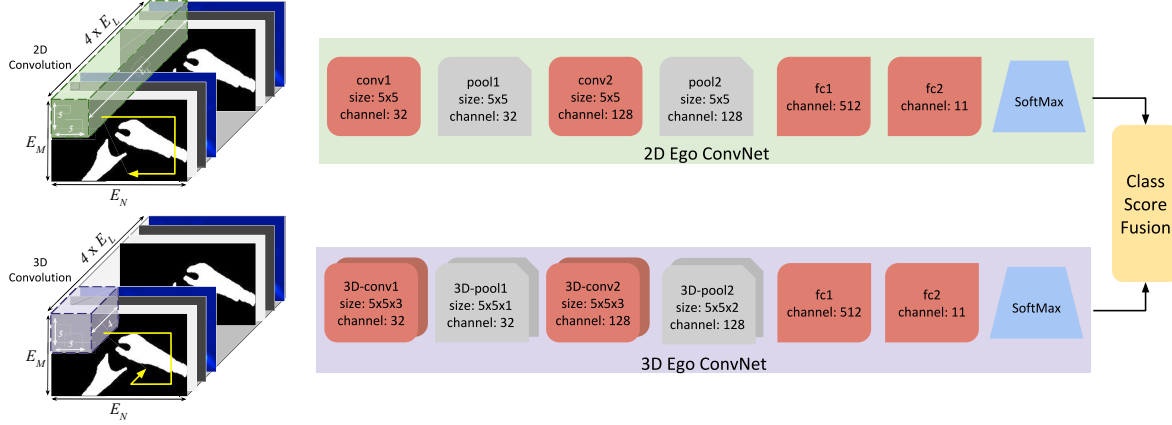 2D
Convolution
4 x E_L
5
5
E_M
E_N
conv1
size: 5x5
channel: 32
pool1
size: 5x5
channel: 32
conv2
size: 5x5
channel: 128
pool2
size: 5x5
channel: 128
fc1
channel: 512
fc2
channel: 11
SoftMax
2D Ego ConvNet
Class
Score
Fusion
3D
Convolution
4 x E_L
5
5
E_M
E_N
3D-conv1
size: 5x5x3
channel: 32
3D-pool1
size: 5x5x1
channel: 32
3D-conv2
size: 5x5x3
channel: 128
3D-pool2
size: 5x5x2
channel: 128
fc1
channel: 512
fc2
channel: 11
SoftMax
3D Ego ConvNet